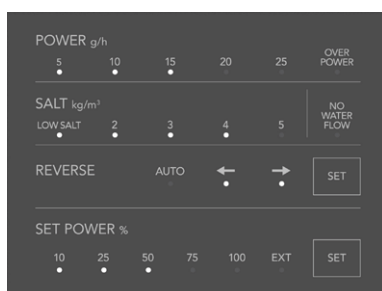 POWER g/h
5 10 15 20 25 OVER POWER
SALT kg/m³
LOW SALT 2 3 4 5 NO WATER FLOW
REVERSE AUTO ← → SET
SET POWER %
10 25 50 75 100 EXT SET